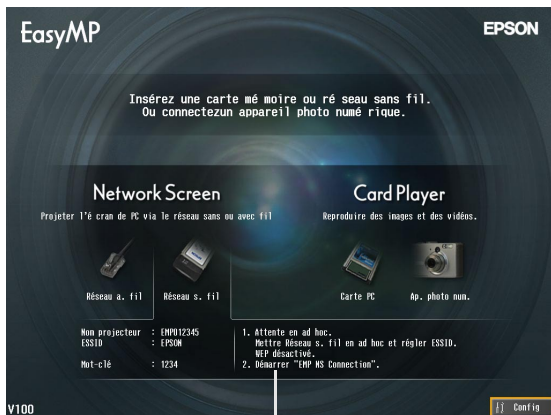 EasyMP
EPSON
Insérez une carte mé moire ou ré seau sans fil.
Ou connectezun appareil photo numé rique.
Network Screen
Projeter l'é cran de PC via le réseau sans ou avec fil
Card Player
Reproduire des images et des vidéos.
Réseau a. fil
Réseau s. fil
Carte PC
Ap. photo num.
Non projecteur : EMP012345
ESSID : EPSON
Mot-clé : 1234
1. Attente en ad hoc.
Mettre Réseau s. fil en ad hoc et régler ESSID.
WEP désactivé.
2. Démarrer "EMP NS Connection".
V100
Config